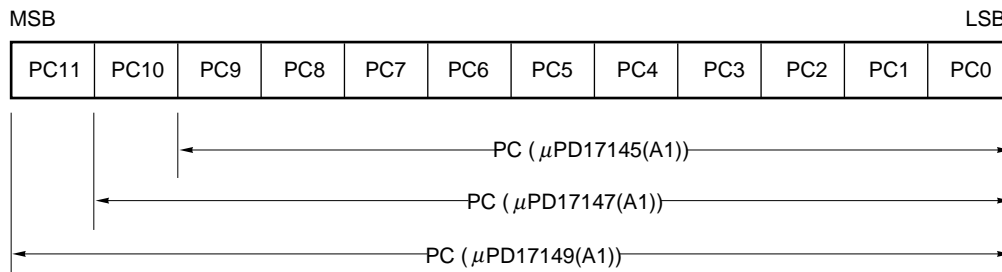 MSB LSB
PC11 PC10 PC9 PC8 PC7 PC6 PC5 PC4 PC3 PC2 PC1 PC0
PC ( μPD17145(A1))
PC ( μPD17147(A1))
PC ( μPD17149(A1))